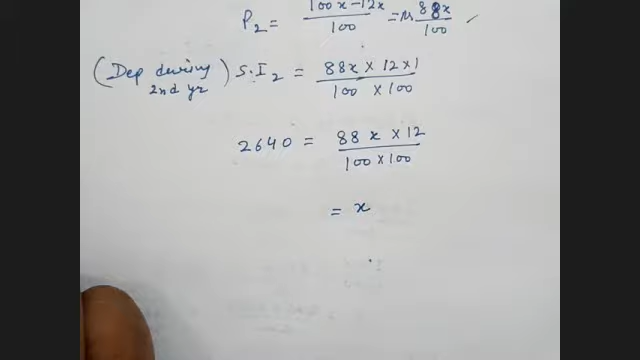 P₂ = 100x - 12x / 100 = Rs 88x / 100
(Dep during 2nd yr) S.I₂ = 88x × 12 × 1 / 100 × 100
2640 = 88 x × 12 / 100 × 100
= x